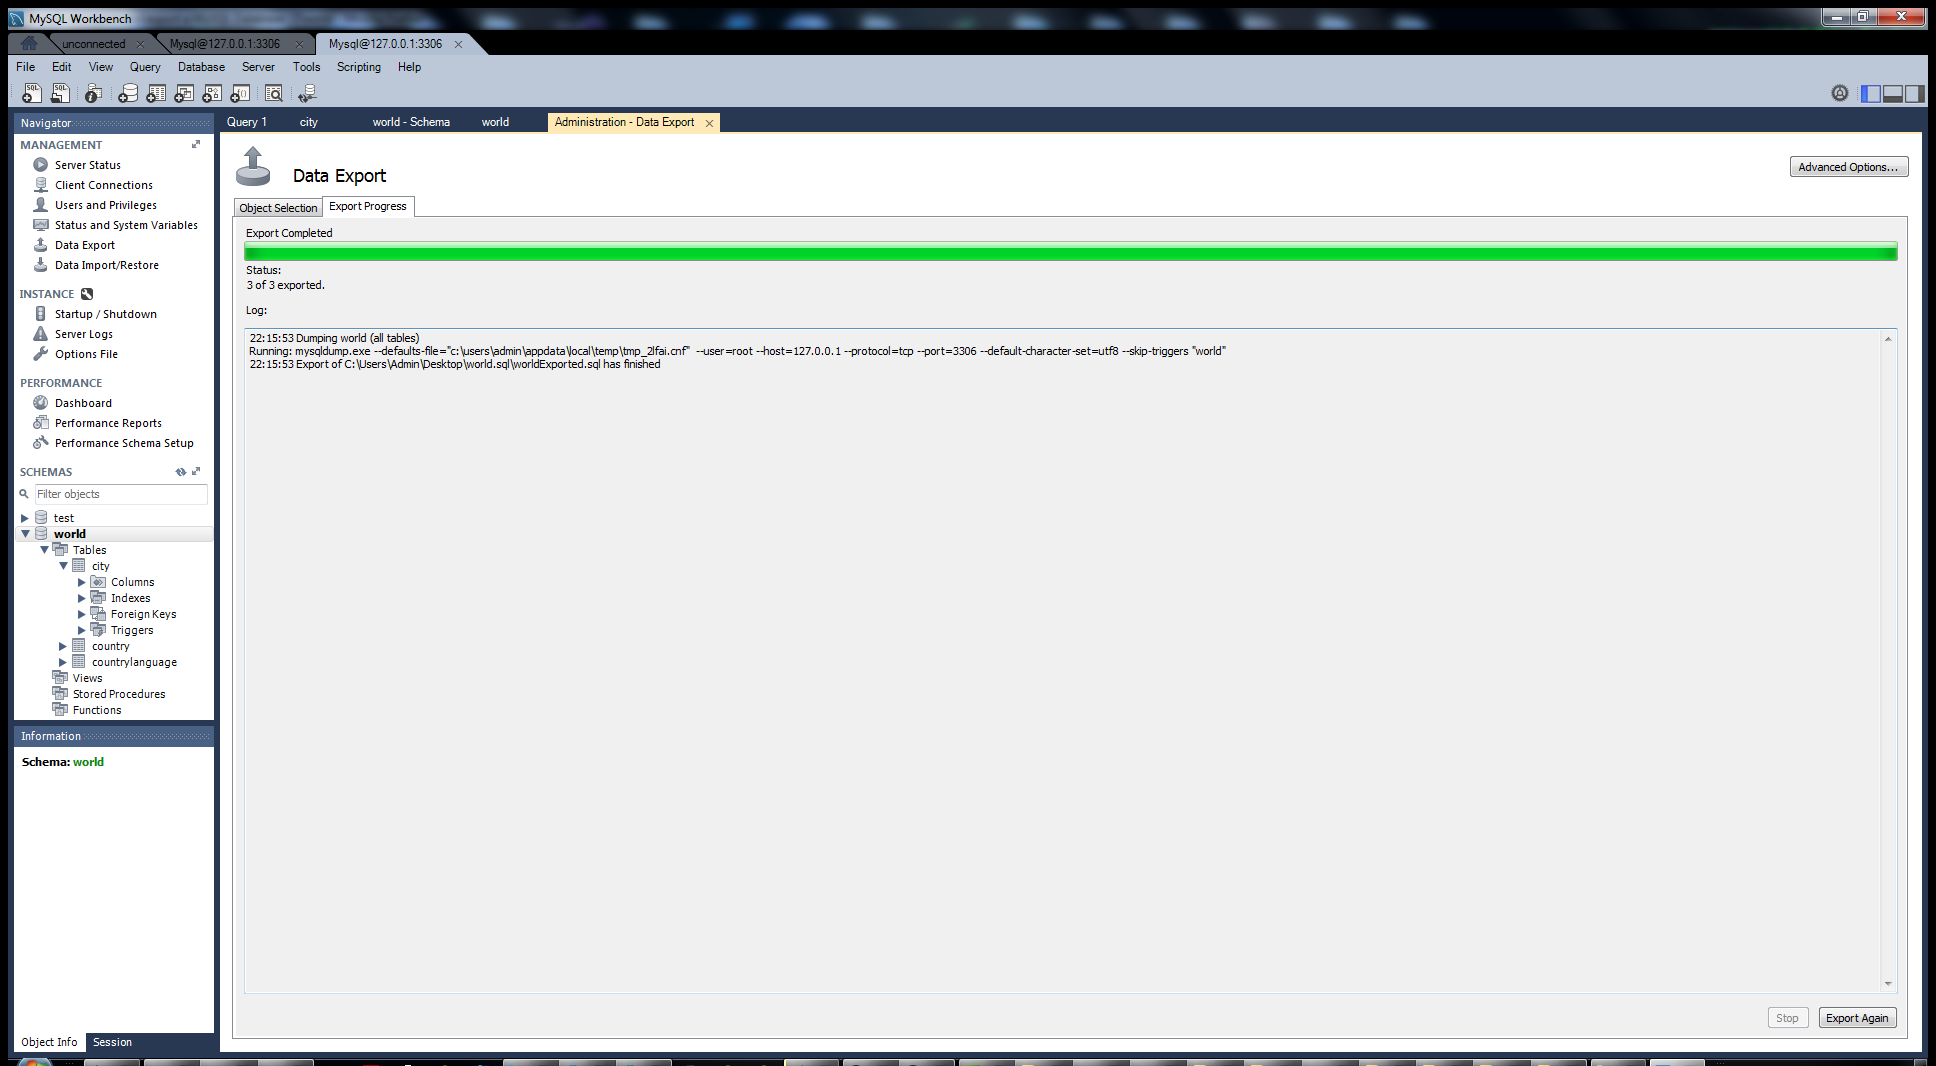 MySQL Workbench
unconnected
Mysql@127.0.0.1:3306
Mysql@127.0.0.1:3306
File Edit View Query Database Server Tools Scripting Help
Navigator
MANAGEMENT
Server Status
Client Connections
Users and Privileges
Status and System Variables
Data Export
Data Import/Restore
INSTANCE
Startup / Shutdown
Server Logs
Options File
PERFORMANCE
Dashboard
Performance Reports
Performance Schema Setup
SCHEMAS
Filter objects
test
world
Tables
city
Columns
Indexes
Foreign Keys
Triggers
country
countrylanguage
Views
Stored Procedures
Functions
Information
Schema: world
Object Info Session
Query 1 city world - Schema world Administration - Data Export
Data Export
Advanced Options...
Object Selection Export Progress
Export Completed
Status:
3 of 3 exported.
Log:
22:15:53 Dumping world (all tables)
Running: mysqldump.exe --defaults-file="c:\users\admin\appdata\local\temp\tmp_2lfai.cnf" --user=root --host=127.0.0.1 --protocol=tcp --port=3306 --default-character-set=utf8 --skip-triggers "world"
22:15:53 Export of C:\Users\Admin\Desktop\world.sql\worldExported.sql has finished
Stop Export Again